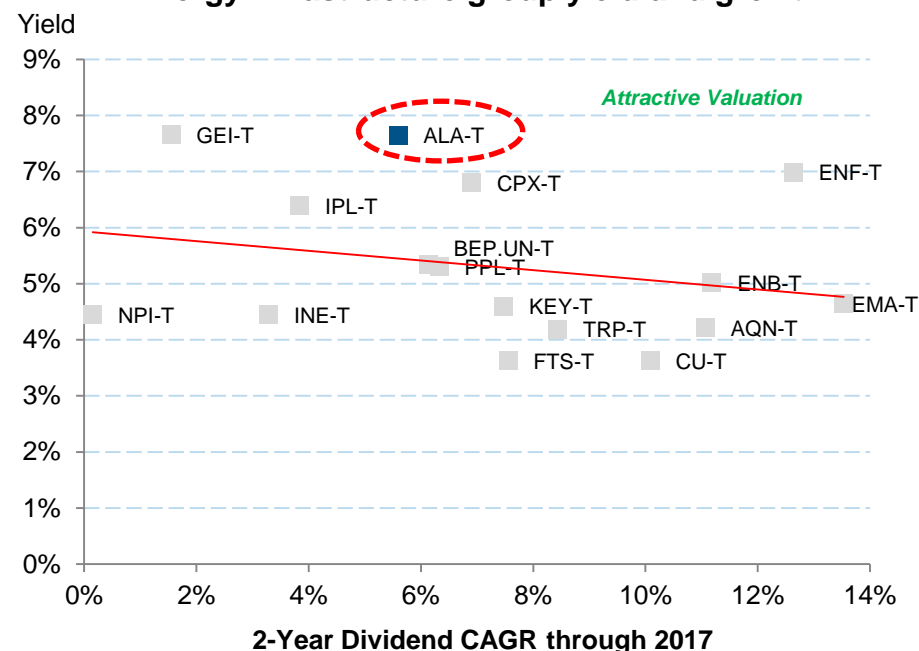 Yield
9%
8%
7%
6%
5%
4%
3%
2%
1%
0%
Attractive Valuation
GEI-T
ALA-T
ENF-T
CPX-T
IPL-T
BEP.UN-T
PPL-T
ENB-T
EMA-T
NPI-T
INE-T
KEY-T
TRP-T
AQN-T
FTS-T
CU-T
0% 2% 4% 6% 8% 10% 12% 14%
2-Year Dividend CAGR through 2017